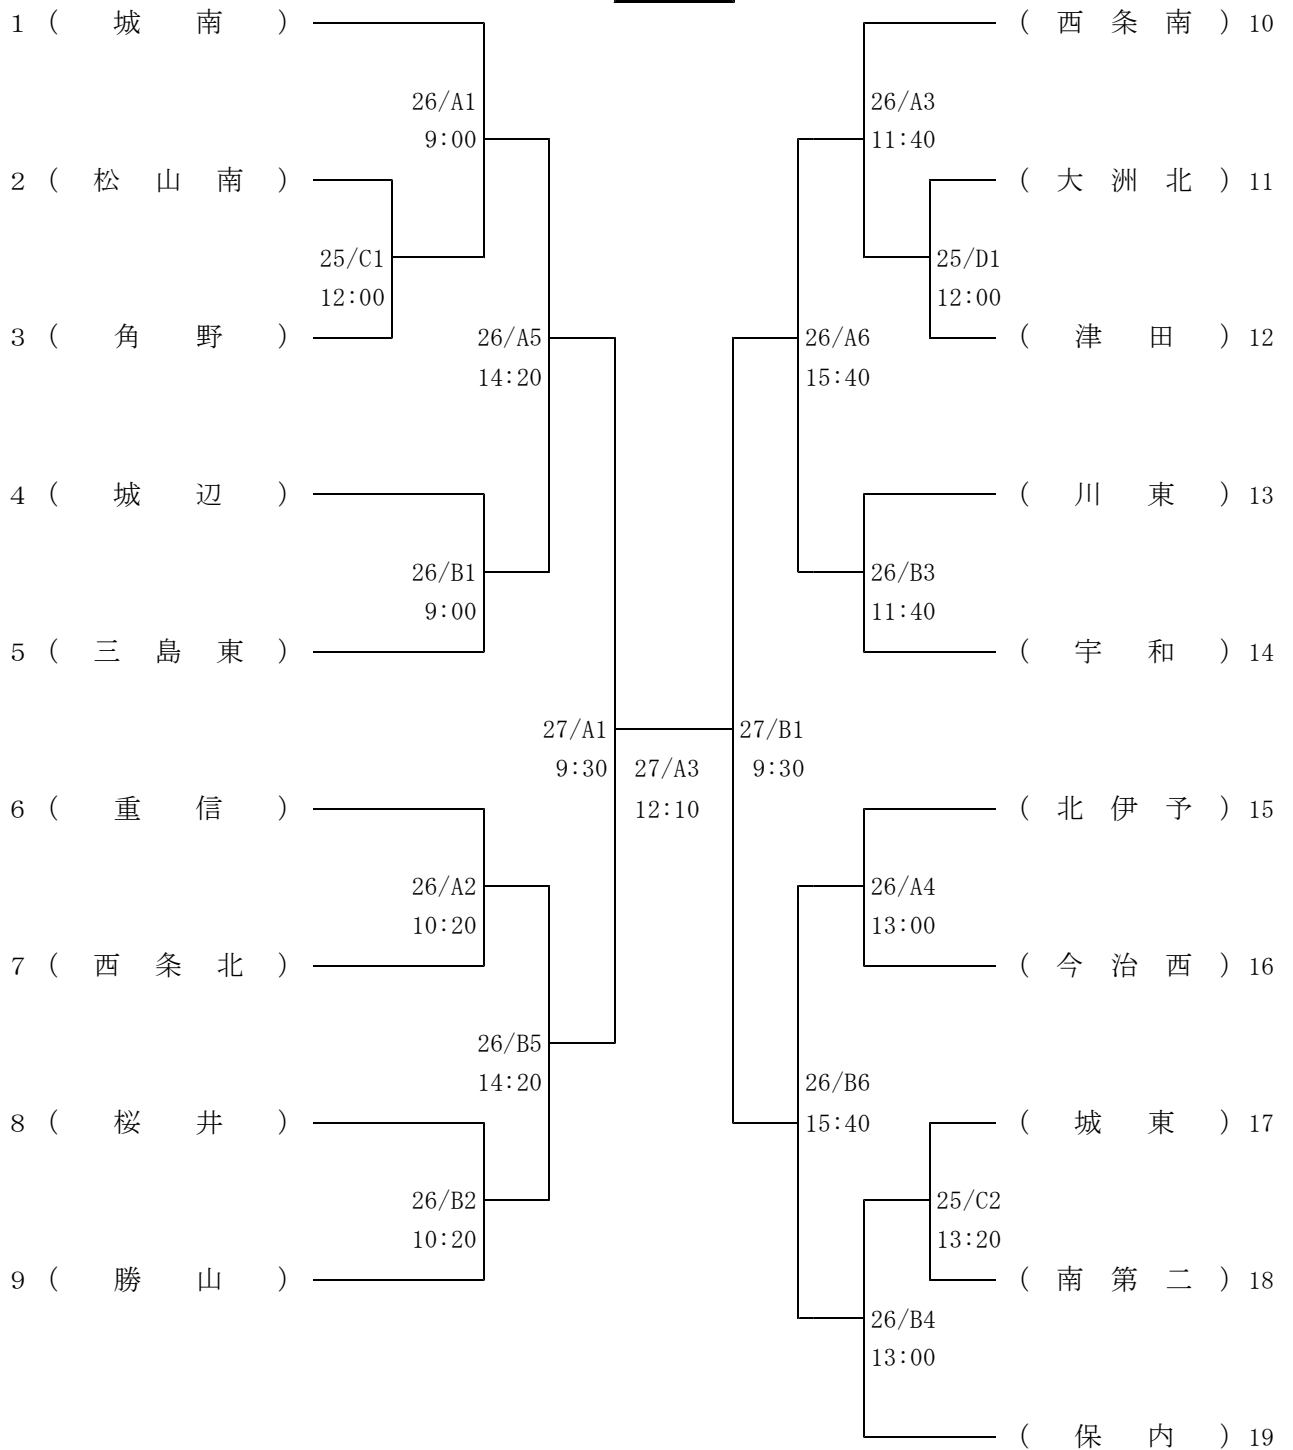 1 ( 城 南 )
( 西 条 南 ) 10
26/A1
9:00
26/A3
11:40
2 ( 松 山 南 )
( 大 洲 北 ) 11
25/C1
12:00
25/D1
12:00
3 ( 角 野 )
26/A5
14:20
26/A6
15:40
( 津 田 ) 12
4 ( 城 辺 )
( 川 東 ) 13
26/B1
9:00
26/B3
11:40
5 ( 三 島 東 )
( 宇 和 ) 14
27/A1
9:30
27/A3
12:10
27/B1
9:30
6 ( 重 信 )
( 北 伊 予 ) 15
26/A2
10:20
26/A4
13:00
7 ( 西 条 北 )
( 今 治 西 ) 16
26/B5
14:20
26/B6
15:40
8 ( 桜 井 )
( 城 東 ) 17
26/B2
10:20
25/C2
13:20
9 ( 勝 山 )
( 南 第 二 ) 18
26/B4
13:00
( 保 内 ) 19